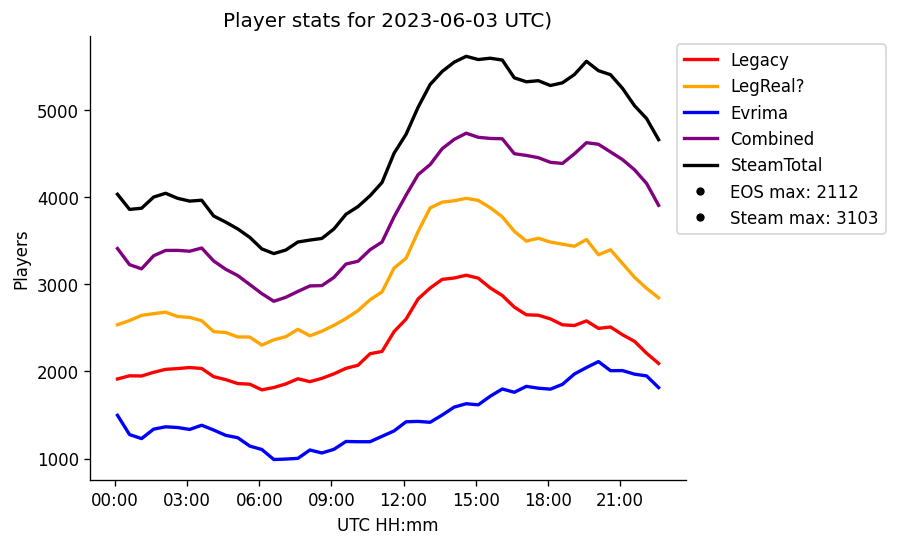 Player stats for 2023-06-03 UTC)
Legacy
LegReal?
Evrima
Combined
SteamTotal
EOS max: 2112
Steam max: 3103
5000
4000
3000
2000
1000
Players
00:00 03:00 06:00 09:00 12:00 15:00 18:00 21:00
UTC HH:mm